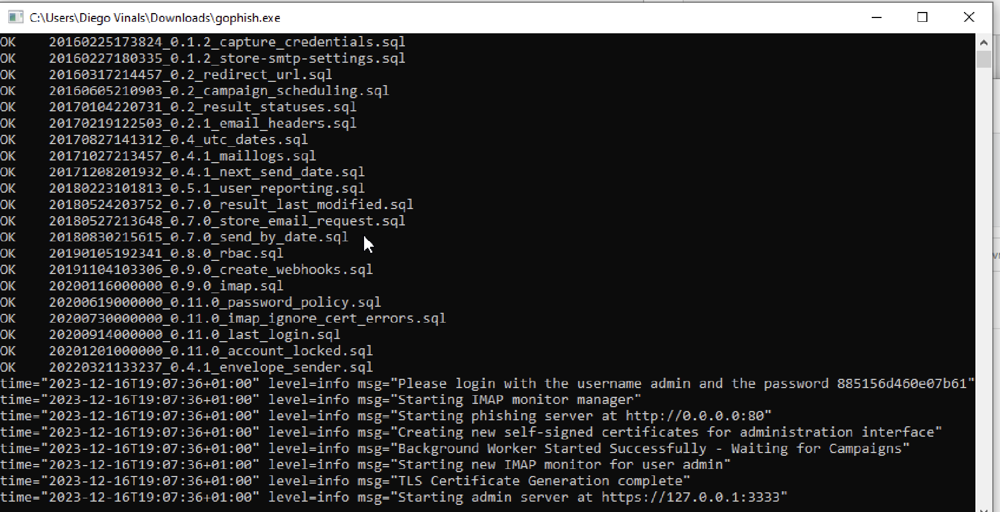 C:\Users\Diego Vinals\Downloads\gophish.exe
OK 20160225173824_0.1.2_capture_credentials.sql
OK 20160227180335_0.1.2_store-smtp-settings.sql
OK 20160317214457_0.2_redirect_url.sql
OK 20160605210903_0.2_campaign_scheduling.sql
OK 20170104220731_0.2_result_statuses.sql
OK 20170219122503_0.2.1_email_headers.sql
OK 20170827141312_0.4_utc_dates.sql
OK 20171027213457_0.4.1_maillogs.sql
OK 20171208201932_0.4.1_next_send_date.sql
OK 20180223101813_0.5.1_user_reporting.sql
OK 20180524203752_0.7.0_result_last_modified.sql
OK 20180527213648_0.7.0_store_email_request.sql
OK 20180830215615_0.7.0_send_by_date.sql
OK 20190105192341_0.8.0_rbac.sql
OK 20191104103306_0.9.0_create_webhooks.sql
OK 20200116000000_0.9.0_imap.sql
OK 20200619000000_0.11.0_password_policy.sql
OK 20200730000000_0.11.0_imap_ignore_cert_errors.sql
OK 20200914000000_0.11.0_last_login.sql
OK 20201201000000_0.11.0_account_locked.sql
OK 20220321133237_0.4.1_envelope_sender.sql
time="2023-12-16T19:07:36+01:00" level=info msg="Please login with the username admin and the password 885156d460e07b61"
time="2023-12-16T19:07:36+01:00" level=info msg="Starting IMAP monitor manager"
time="2023-12-16T19:07:36+01:00" level=info msg="Starting phishing server at http://0.0.0.0:80"
time="2023-12-16T19:07:36+01:00" level=info msg="Creating new self-signed certificates for administration interface"
time="2023-12-16T19:07:36+01:00" level=info msg="Background Worker Started Successfully - Waiting for Campaigns"
time="2023-12-16T19:07:36+01:00" level=info msg="Starting new IMAP monitor for user admin"
time="2023-12-16T19:07:36+01:00" level=info msg="TLS Certificate Generation complete"
time="2023-12-16T19:07:36+01:00" level=info msg="Starting admin server at https://127.0.0.1:3333"